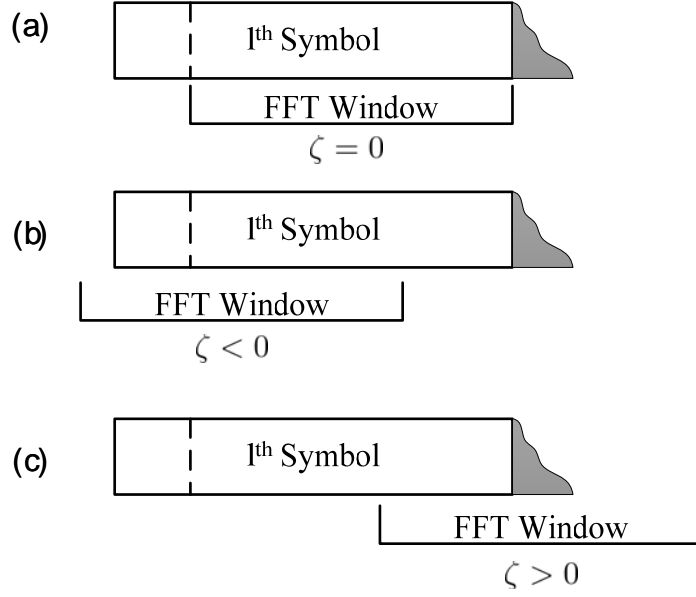 (a)
lᵗʰ Symbol
FFT Window
ζ = 0
(b)
lᵗʰ Symbol
FFT Window
ζ < 0
(c)
lᵗʰ Symbol
FFT Window
ζ > 0